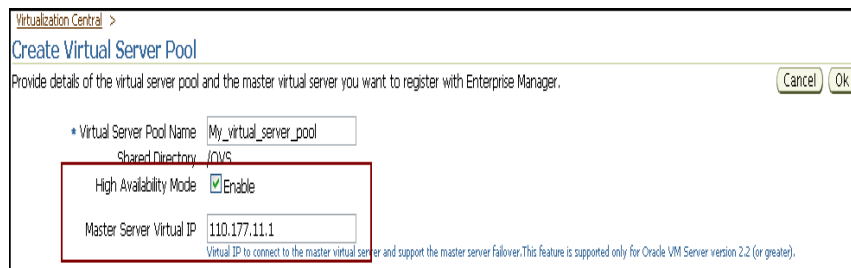 Virtualization Central >
Create Virtual Server Pool
Provide details of the virtual server pool and the master virtual server you want to register with Enterprise Manager.
Cancel Ok
* Virtual Server Pool Name My_virtual_server_pool
Shared Directory /OVS
High Availability Mode Enable
Master Server Virtual IP 110.177.11.1
Virtual IP to connect to the master virtual server and support the master server failover.This feature is supported only for Oracle VM Server version 2.2 (or greater).